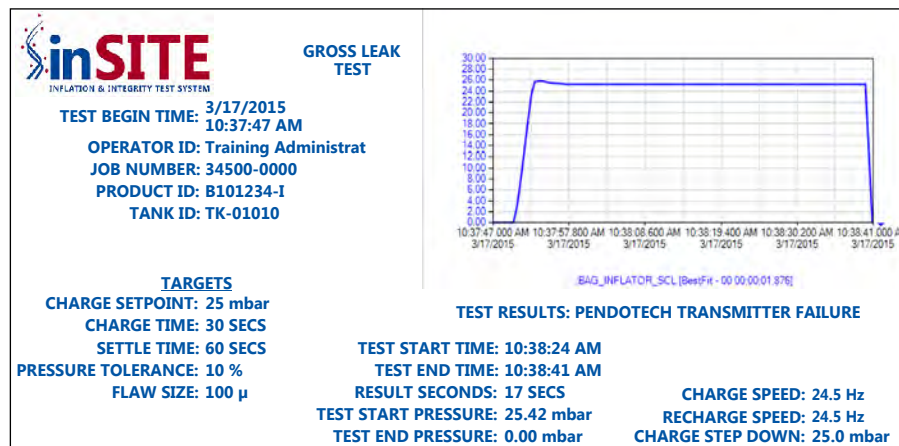 inSITE
INFLATION & INTEGRITY TEST SYSTEM
GROSS LEAK
TEST
TEST BEGIN TIME: 3/17/2015
10:37:47 AM
OPERATOR ID: Training Administrat
JOB NUMBER: 34500-0000
PRODUCT ID: B101234-I
TANK ID: TK-01010
30.00
28.00
26.00
24.00
22.00
20.00
18.00
16.00
14.00
12.00
10.00
8.00
6.00
4.00
2.00
0.00
10:37:47 000 AM 10:37:57.800 AM 10:38:08.600 AM 10:38:19.400 AM 10:38:30.200 AM 10:38:41 000 AM
3/17/2015 3/17/2015 3/17/2015 3/17/2015 3/17/2015 3/17/2015
BAG_INFLATOR_SCL [BestFit - 00 00:00:01.876]
TARGETS
CHARGE SETPOINT: 25 mbar
CHARGE TIME: 30 SECS
SETTLE TIME: 60 SECS
PRESSURE TOLERANCE: 10 %
FLAW SIZE: 100 µ
TEST RESULTS: PENDOTECH TRANSMITTER FAILURE
TEST START TIME: 10:38:24 AM
TEST END TIME: 10:38:41 AM
RESULT SECONDS: 17 SECS
TEST START PRESSURE: 25.42 mbar
TEST END PRESSURE: 0.00 mbar
CHARGE SPEED: 24.5 Hz
RECHARGE SPEED: 24.5 Hz
CHARGE STEP DOWN: 25.0 mbar